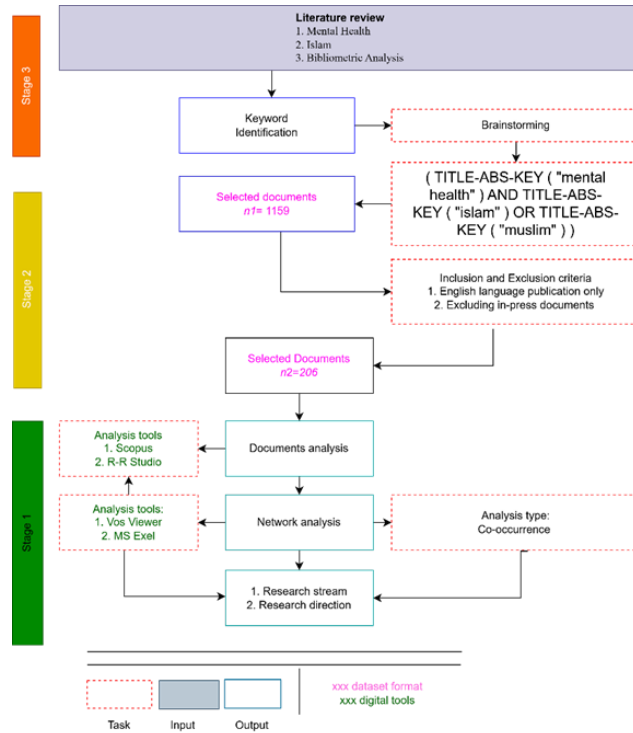 Literature review
1. Mental Health
2. Islam
3. Bibliometric Analysis
Stage 3
Keyword
Identification
Brainstorming
( TITLE-ABS-KEY ( "mental
health" ) AND TITLE-ABS-
KEY ( "islam" ) OR TITLE-ABS-
KEY ( "muslim" ) )
Selected documents
n1= 1159
Stage 2
Inclusion and Exclusion criteria
1. English language publication only
2. Excluding in-press documents
Selected Documents
n2=206
Stage 1
Analysis tools
1. Scopus
2. R-R Studio
Documents analysis
Analysis tools:
1. Vos Viewer
2. MS Exel
Network analysis
Analysis type:
Co-occurrence
1. Research stream
2. Research direction
xxx dataset format
xxx digital tools
Task
Input
Output